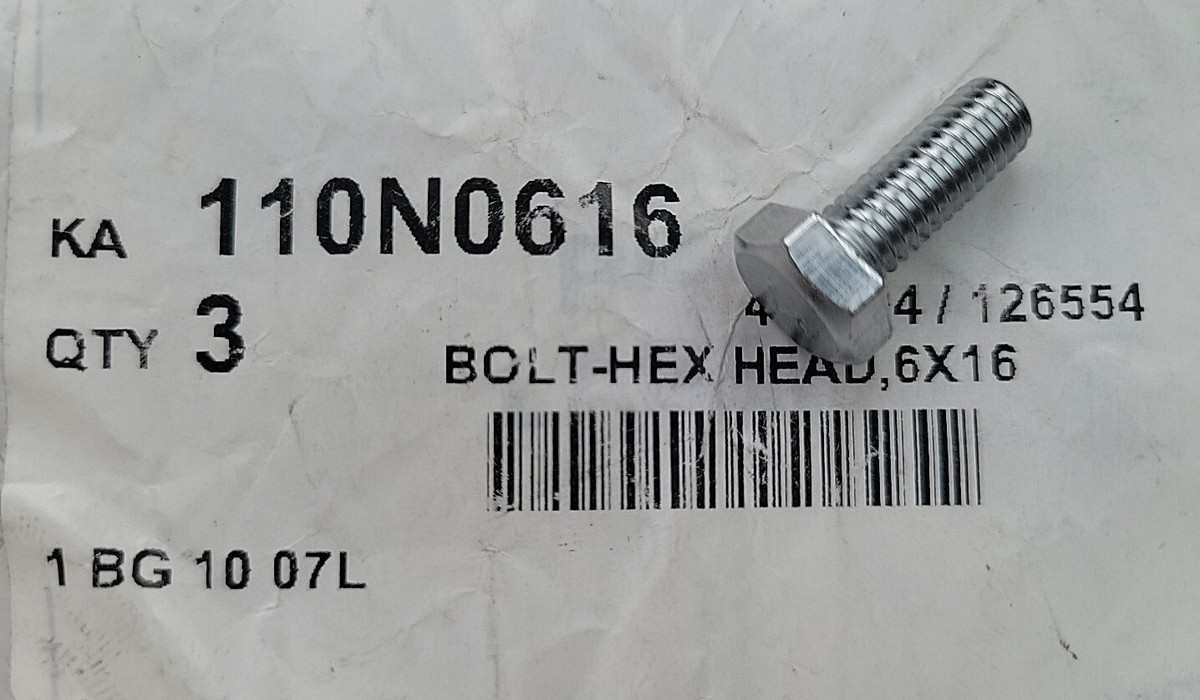 KA 110N0616
QTY 3
4 / 126554
BOLT-HEX HEAD,6X16
1 BG 10 07L